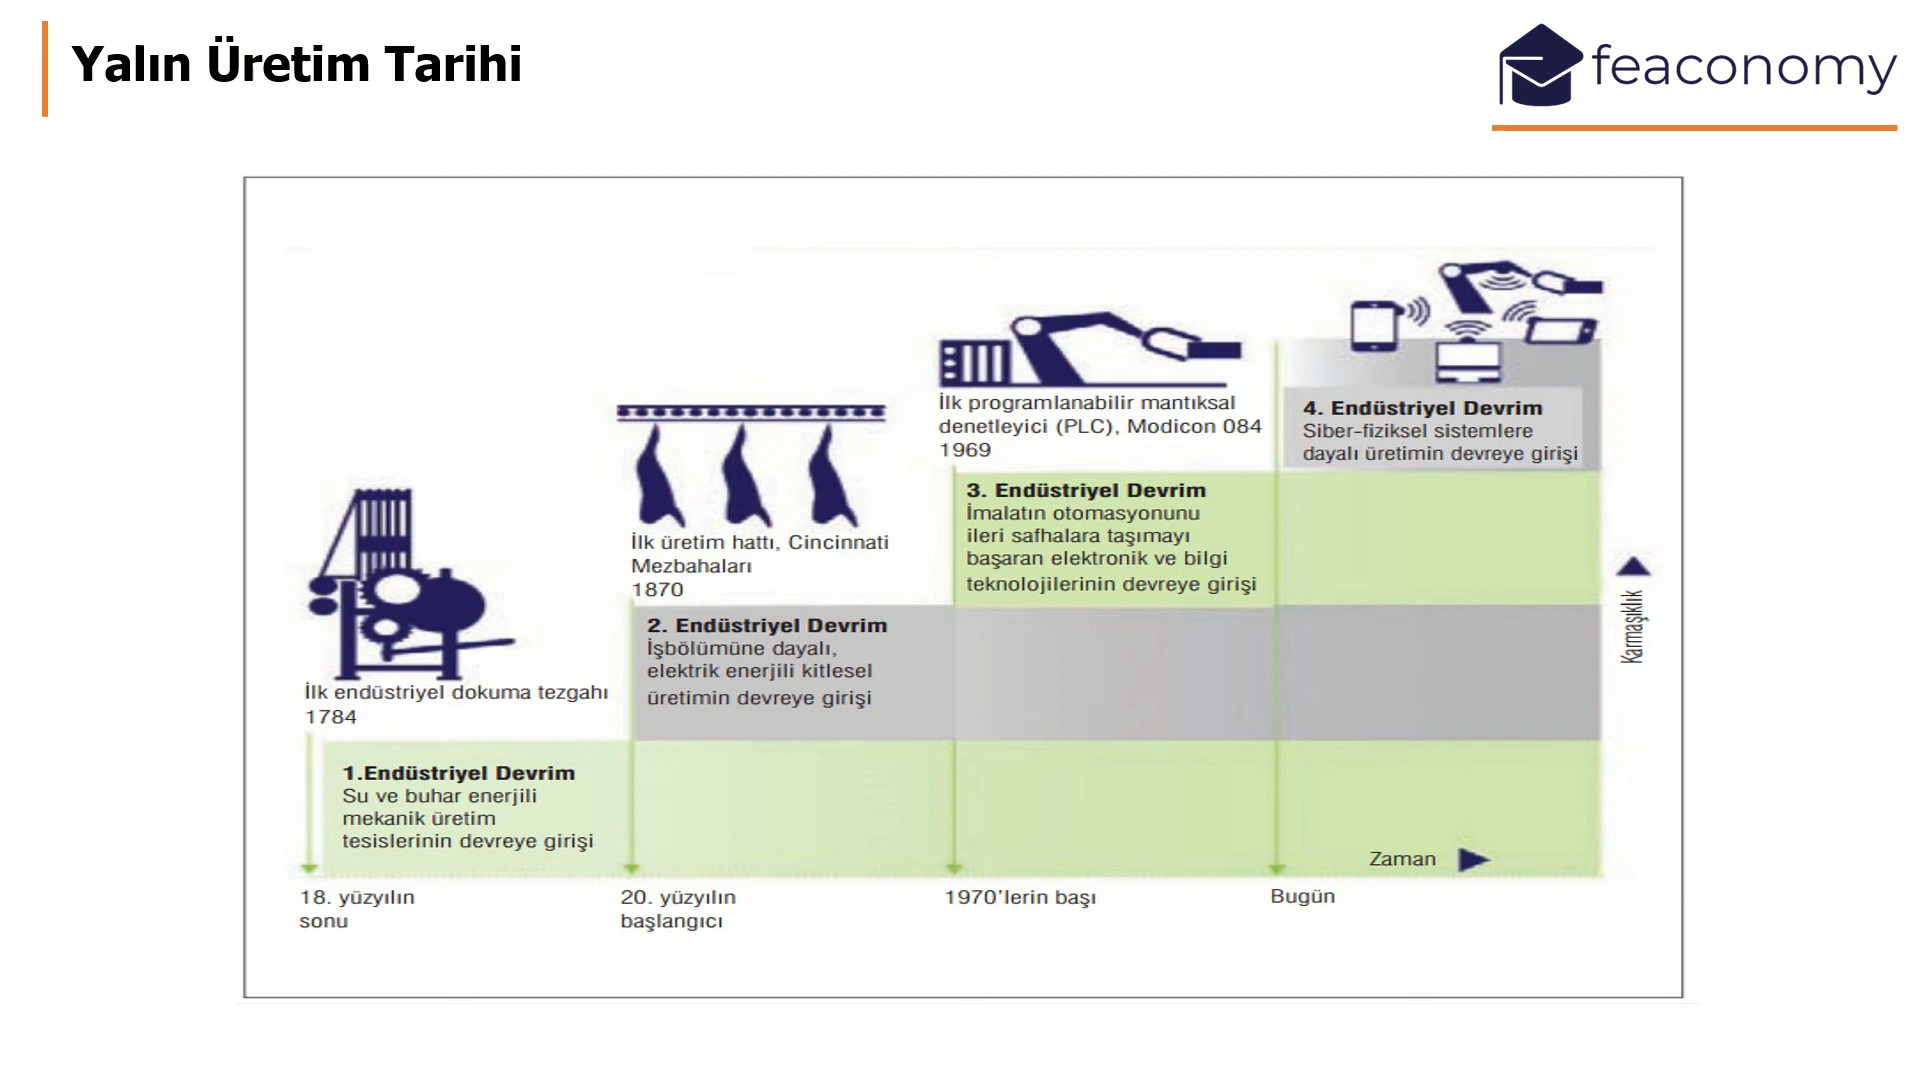 Yalın Üretim Tarihi
feaconomy
İlk endüstriyel dokuma tezgahı
1784
1.Endüstriyel Devrim
Su ve buhar enerjili
mekanik üretim
tesislerinin devreye girişi
18. yüzyılın
sonu
İlk üretim hattı, Cincinnati
Mezbahaları
1870
2. Endüstriyel Devrim
İşbölümüne dayalı,
elektrik enerjili kitlesel
üretimin devreye girişi
20. yüzyılın
başlangıcı
İlk programlanabilir mantıksal
denetleyici (PLC), Modicon 084
1969
3. Endüstriyel Devrim
İmalatın otomasyonunu
ileri safhalara taşımayı
başaran elektronik ve bilgi
teknolojilerinin devreye girişi
1970'lerin başı
4. Endüstriyel Devrim
Siber-fiziksel sistemlere
dayalı üretimin devreye girişi
Bugün
Zaman
Karmaşıklık